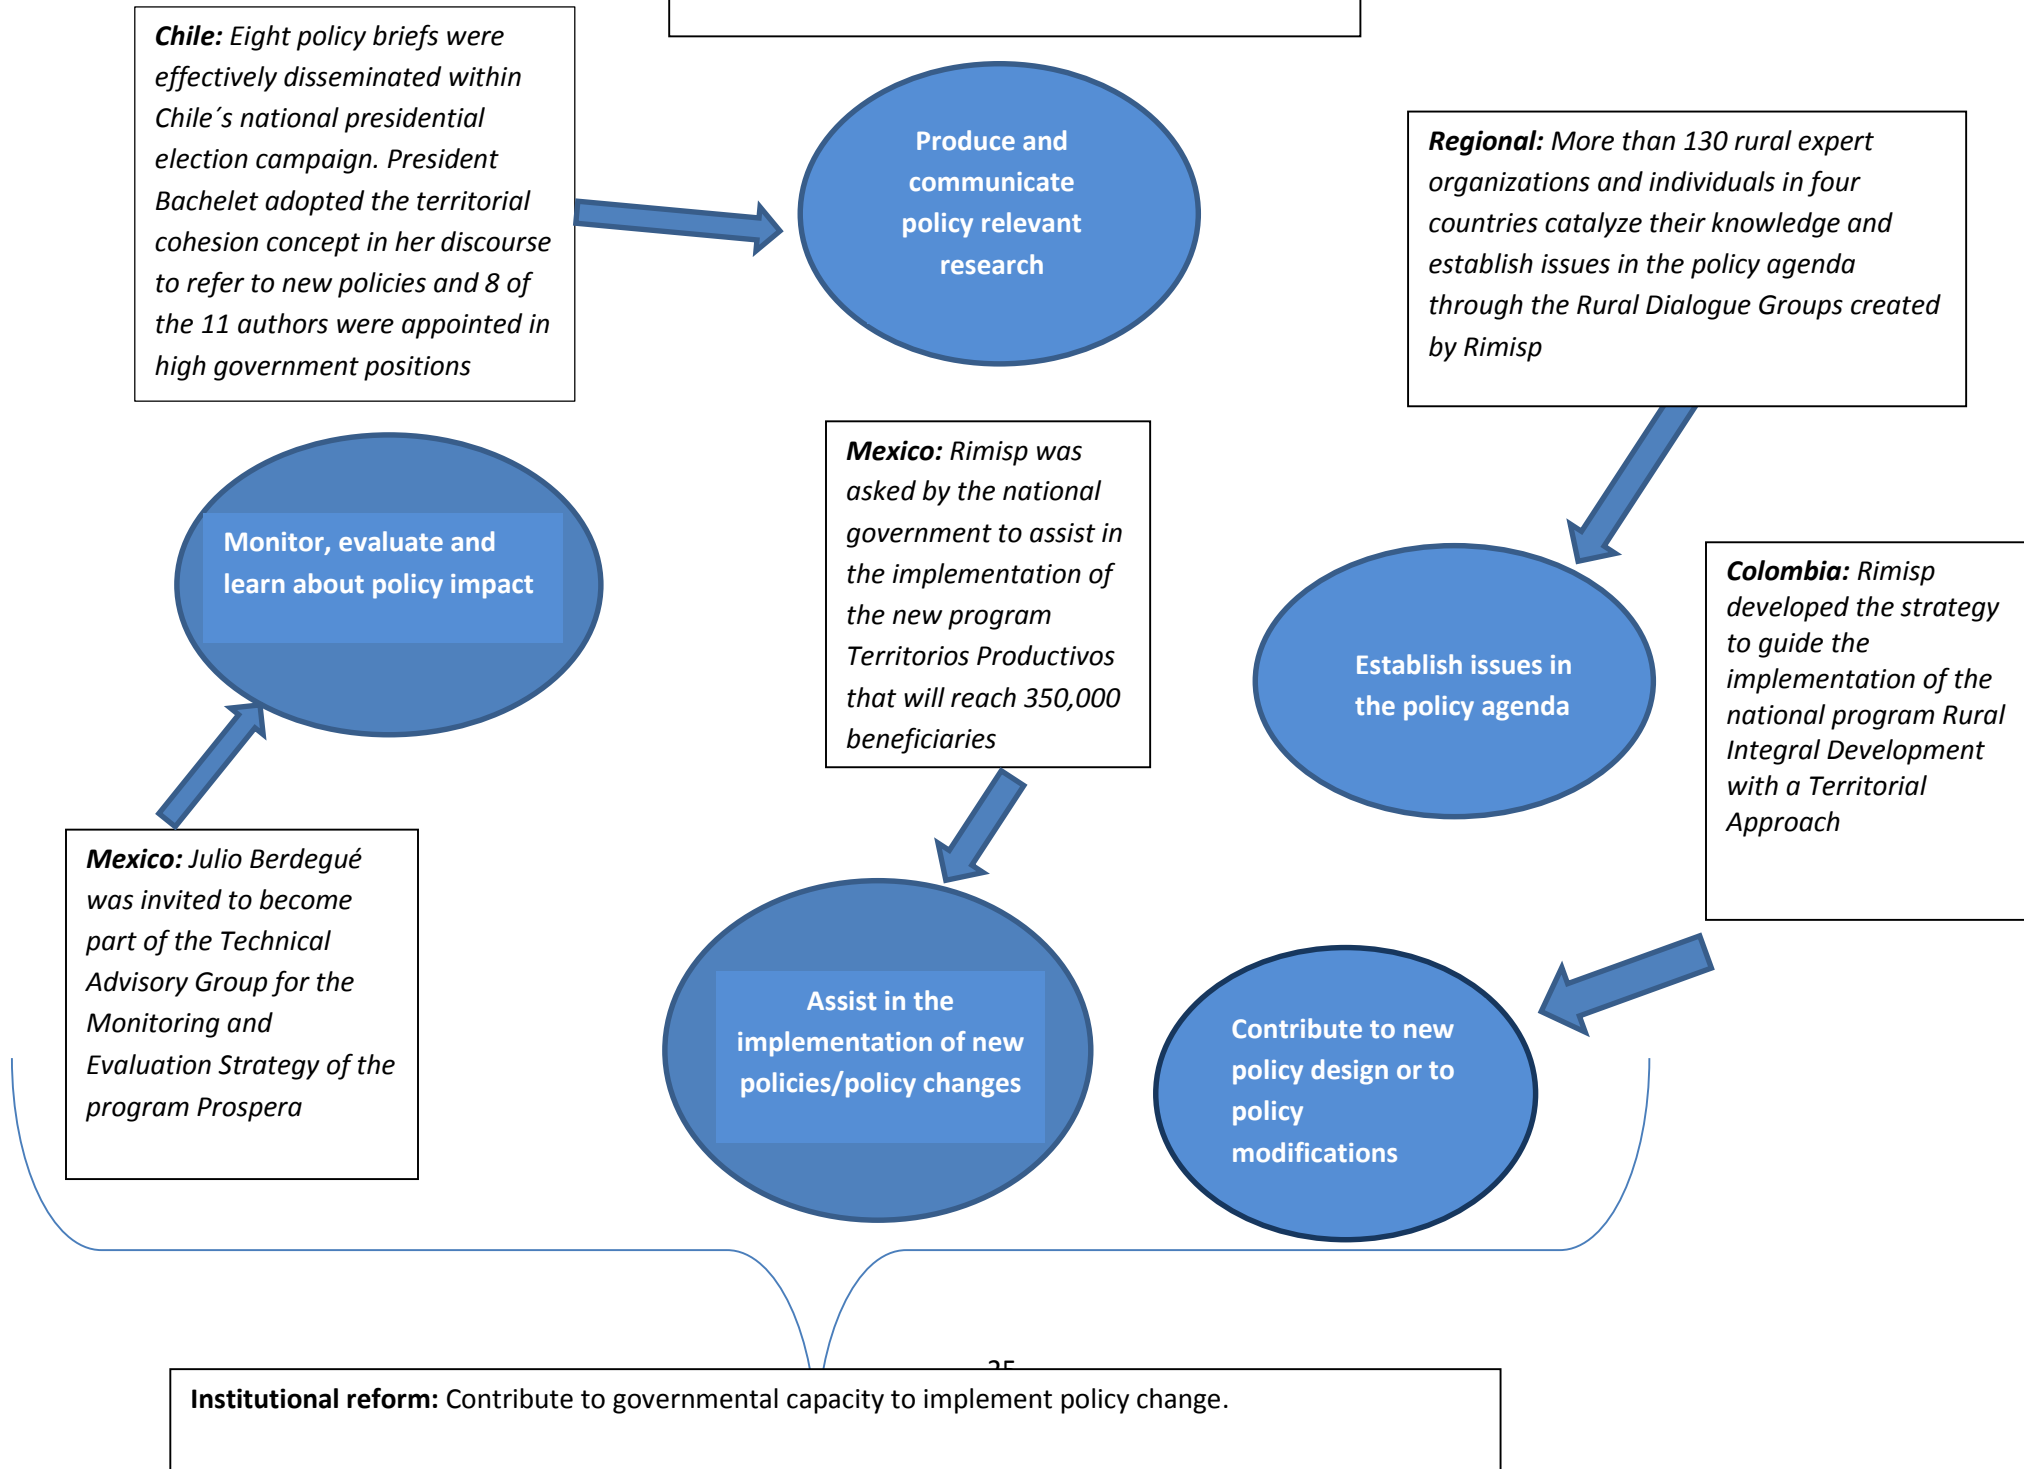 Chile: Eight policy briefs were
effectively disseminated within
Chile´s national presidential
election campaign. President
Bachelet adopted the territorial
cohesion concept in her discourse
to refer to new policies and 8 of
the 11 authors were appointed in
high government positions
Produce and
communicate
policy relevant
research
Regional: More than 130 rural expert
organizations and individuals in four
countries catalyze their knowledge and
establish issues in the policy agenda
through the Rural Dialogue Groups created
by Rimisp
Monitor, evaluate and
learn about policy impact
Mexico: Rimisp was
asked by the national
government to assist in
the implementation of
the new program
Territorios Productivos
that will reach 350,000
beneficiaries
Establish issues in
the policy agenda
Colombia: Rimisp
developed the strategy
to guide the
implementation of the
national program Rural
Integral Development
with a Territorial
Approach
Mexico: Julio Berdegué
was invited to become
part of the Technical
Advisory Group for the
Monitoring and
Evaluation Strategy of the
program Prospera
Assist in the
implementation of new
policies/policy changes
Contribute to new
policy design or to
policy
modifications
Institutional reform: Contribute to governmental capacity to implement policy change.